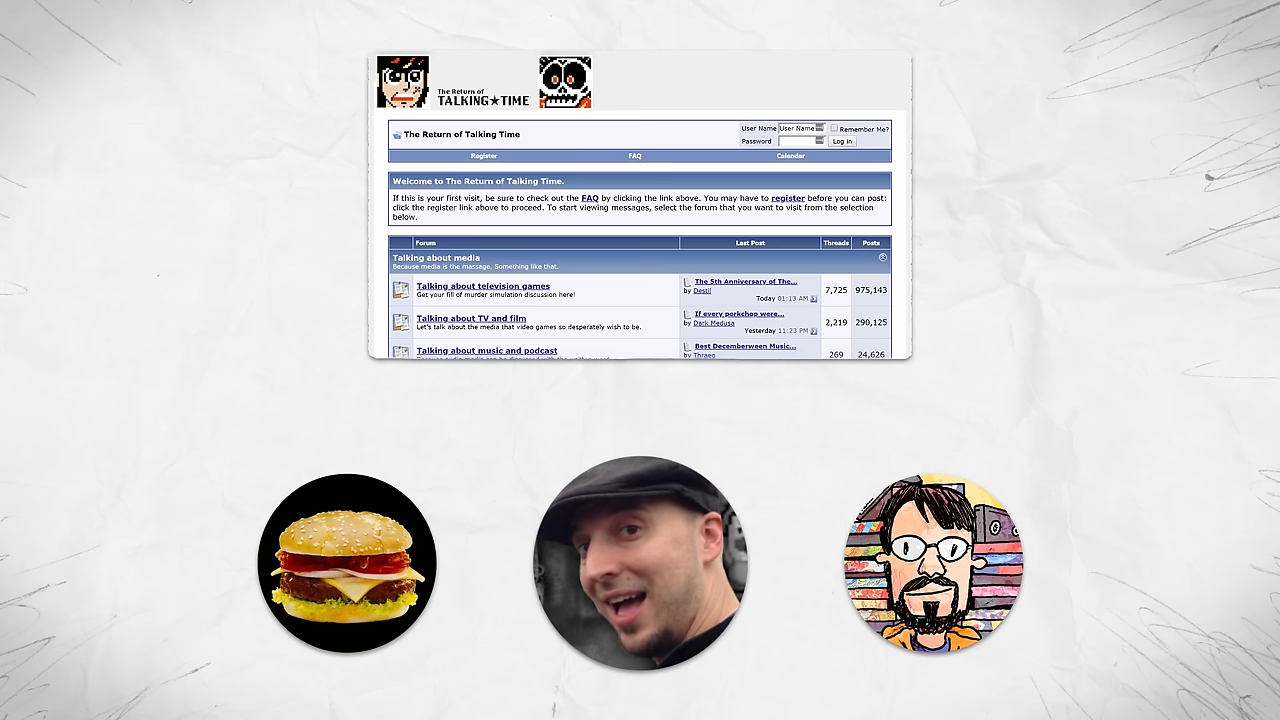 The Return of
TALKING★TIME
The Return of Talking Time
User Name User Name Remember Me?
Password Log in
Register FAQ Calendar
Welcome to The Return of Talking Time.
If this is your first visit, be sure to check out the FAQ by clicking the link above. You may have to register before you can post:
click the register link above to proceed. To start viewing messages, select the forum that you want to visit from the selection
below.
Forum Last Post Threads Posts
Talking about media
Because media is the massage. Something like that.
Talking about television games
Get your fill of murder simulation discussion here!
The 5th Anniversary of The...
by Destil
Today 01:13 AM
7,725 975,143
Talking about TV and film
Let's talk about the media that video games so desperately wish to be.
If every porkchop were...
by Dark Medusa
Yesterday 11:23 PM
2,219 290,125
Talking about music and podcast
Best Decemberween Music...
by Thraeg
269 24,626